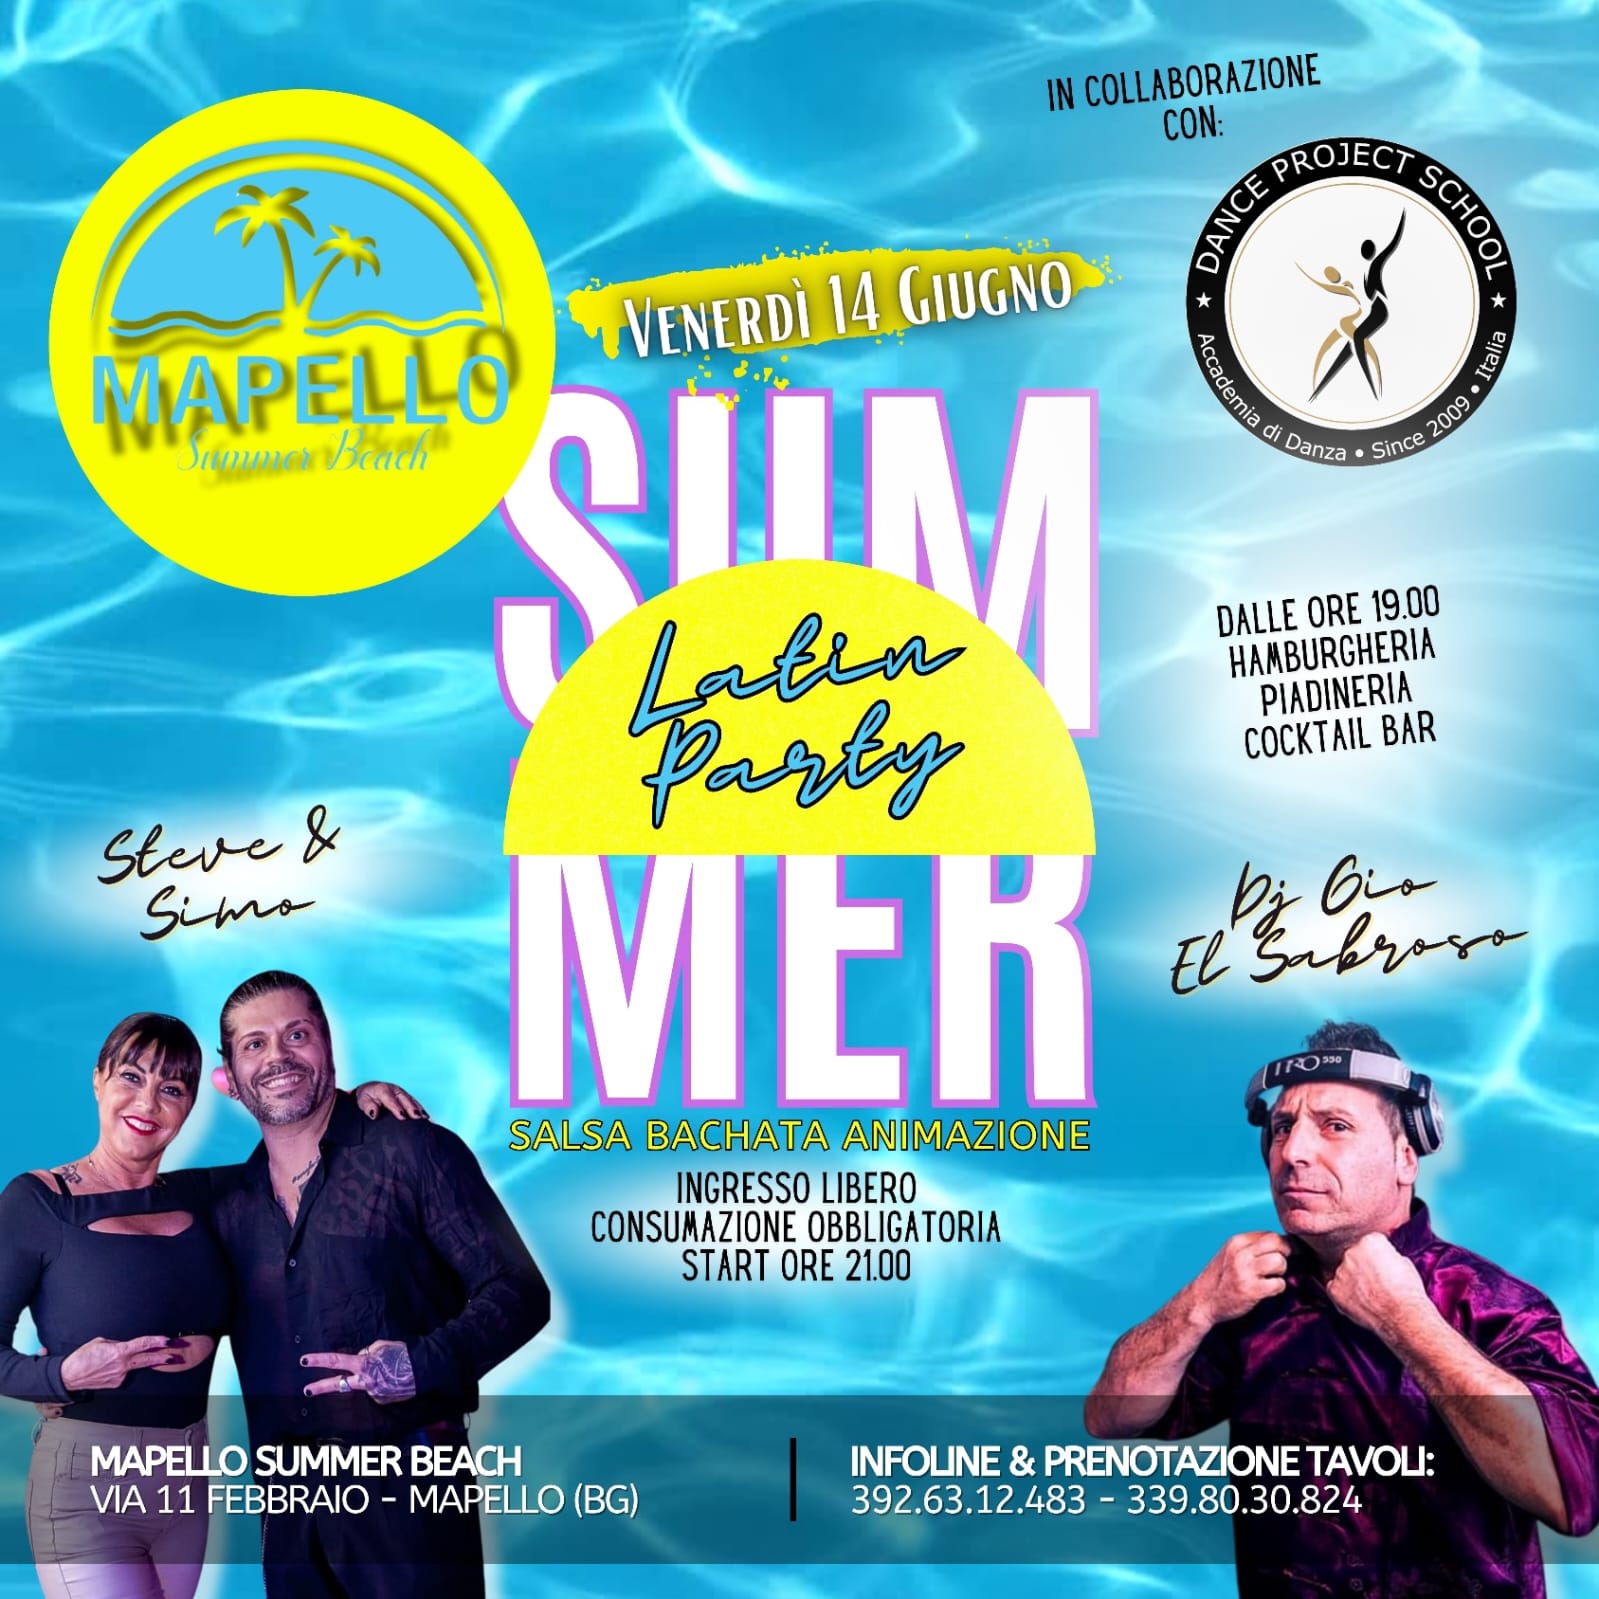 IN COLLABORAZIONE
CON:
DANCE PROJECT SCHOOL
Accademia di Danza • Since 2009 • Italia
MAPELLO
Summer Beach
VENERDÌ 14 GIUGNO
SUM
Latin
Party
MER
DALLE ORE 19.00
HAMBURGHERIA
PIADINERIA
COCKTAIL BAR
Steve &
Simo
Dj Gio
El Sabroso
SALSA BACHATA ANIMAZIONE
INGRESSO LIBERO
CONSUMAZIONE OBBLIGATORIA
START ORE 21.00
MAPELLO SUMMER BEACH
VIA 11 FEBBRAIO - MAPELLO (BG)
INFOLINE & PRENOTAZIONE TAVOLI:
392.63.12.483 - 339.80.30.824